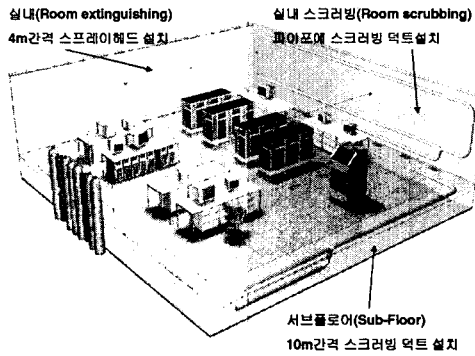 실내(Room extinguishing)
4m간격 스프레이헤드 설치
실내 스크러빙(Room scrubbing)
파아포에 스크러빙 덕트설치
서브플로어(Sub-Floor)
10m간격 스크러빙 덕트 설치